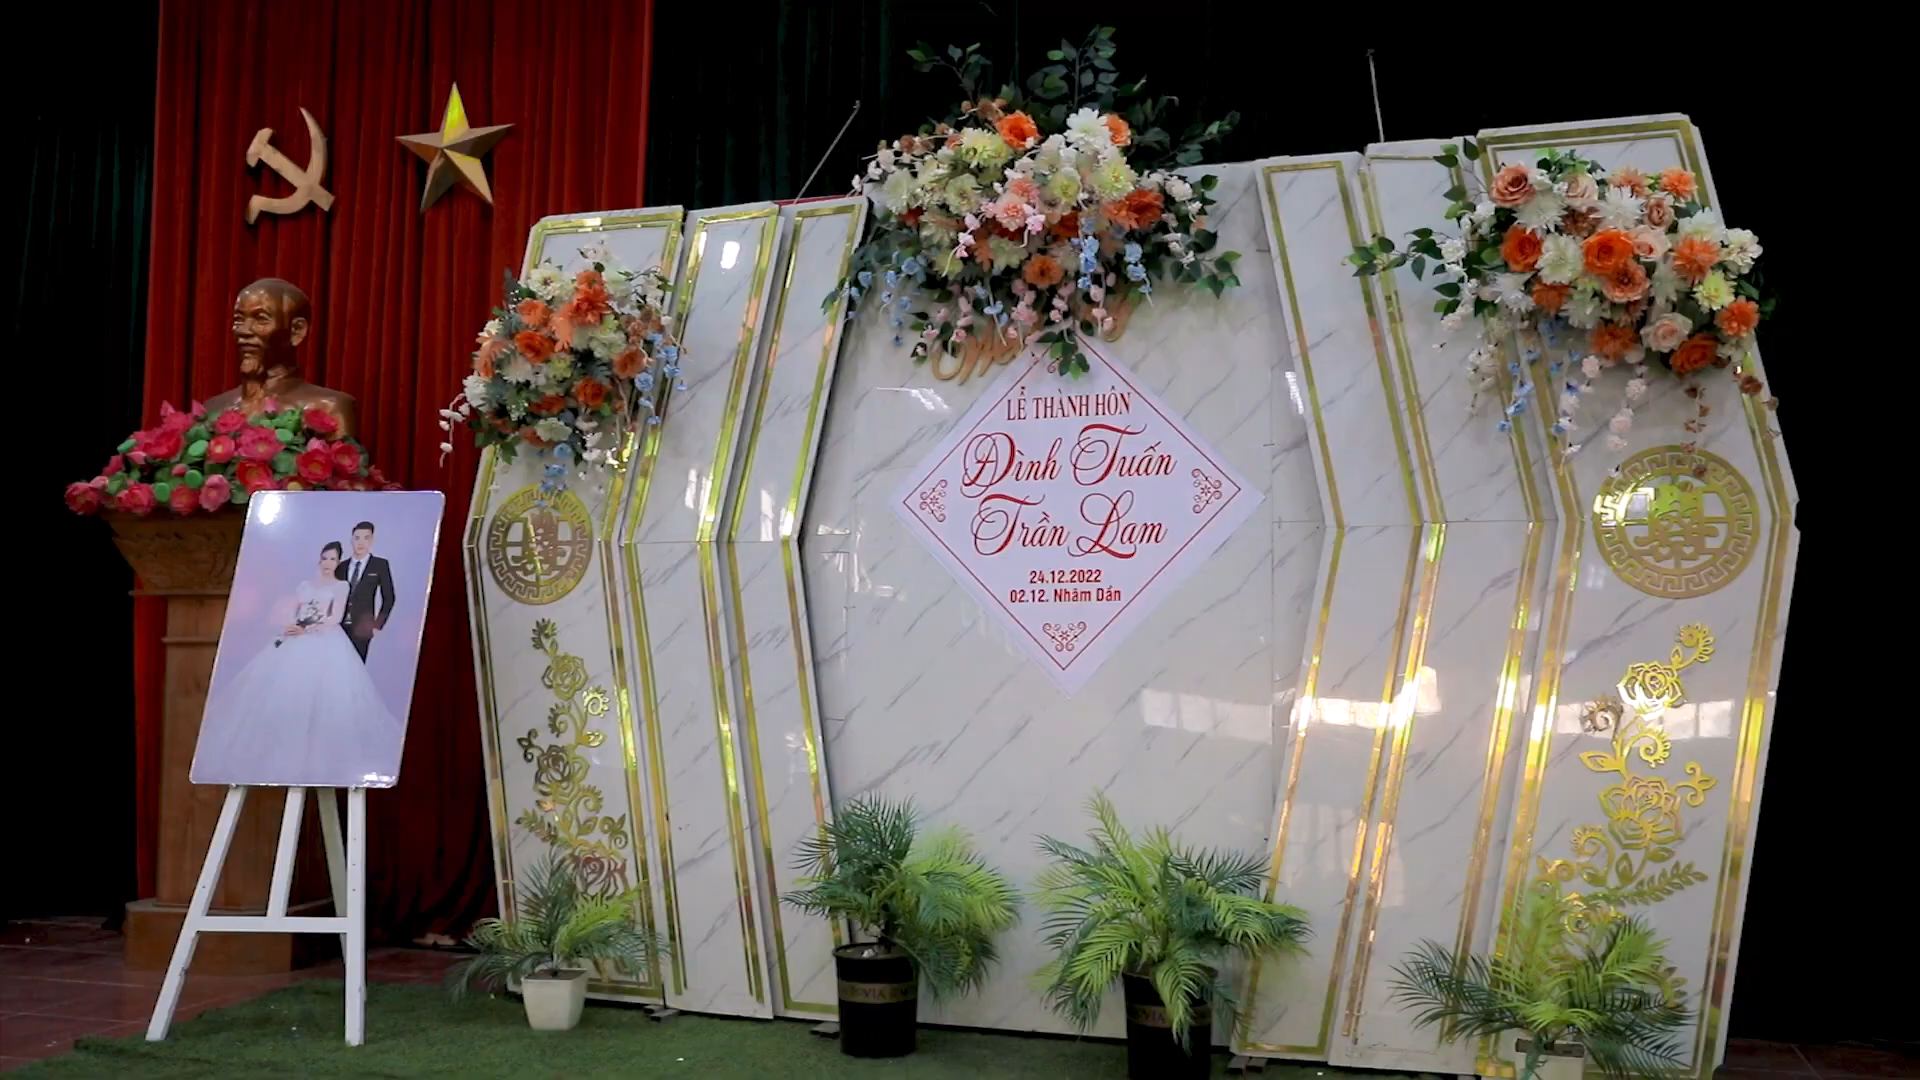 LỄ THÀNH HÔN
Đình Tuấn
Trần Lam
24.12.2022
02.12. Nhâm Dần